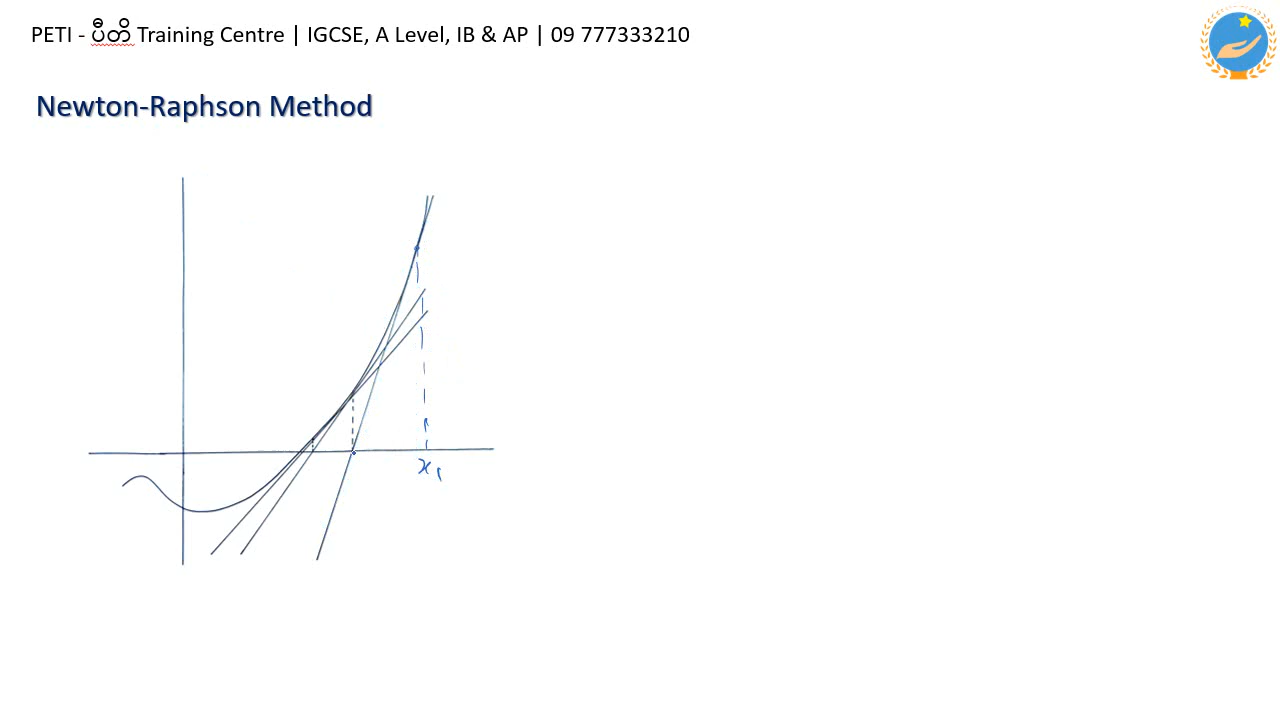 PETI - ပီတိ Training Centre | IGCSE, A Level, IB & AP | 09 777333210
Newton-Raphson Method
x₁